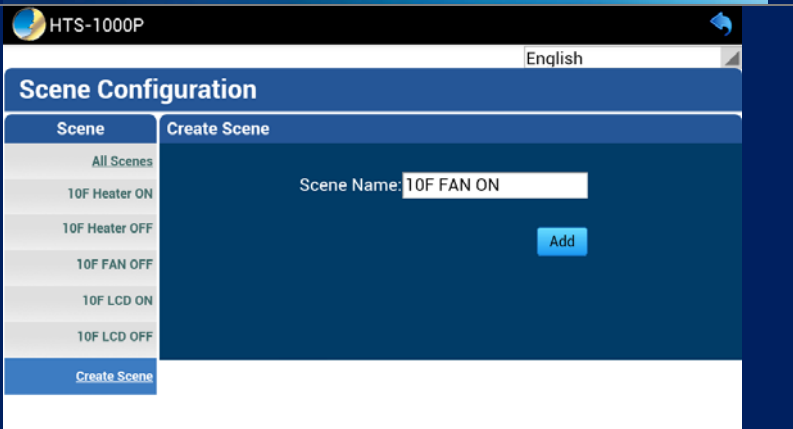 HTS-1000P
English
Scene Configuration
Scene
Create Scene
All Scenes
10F Heater ON
10F Heater OFF
10F FAN OFF
10F LCD ON
10F LCD OFF
Create Scene
Scene Name: 10F FAN ON
Add